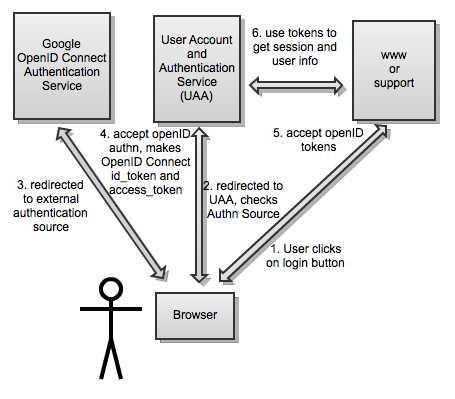 Google
OpenID Connect
Authentication
Service
User Account
and
Authentication
Service
(UAA)
6. use tokens to
get session and
user info
www
or
support
4. accept openID
authn, makes
OpenID Connect
id_token and
access_token
5. accept openID
tokens
3. redirected
to external
authentication
source
2. redirected to
UAA, checks
Authn Source
1. User clicks
on login button
Browser